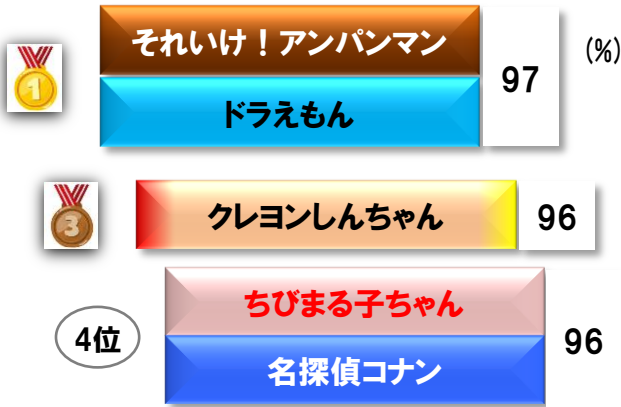 それいけ！アンパンマン
(%)
1
97
ドラえもん
3
クレヨンしんちゃん
96
ちびまる子ちゃん
4位
96
名探偵コナン